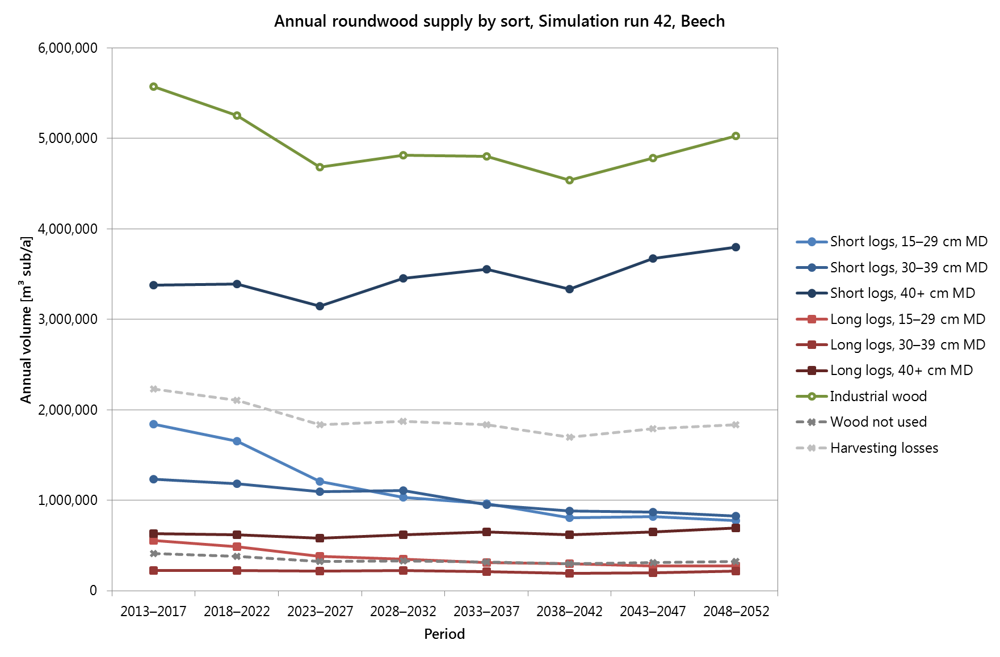 Annual roundwood supply by sort, Simulation run 42, Beech
6,000,000
5,000,000
4,000,000
3,000,000
2,000,000
1,000,000
0
Annual volume [m³ sub/a]
2013–2017 2018–2022 2023–2027 2028–2032 2033–2037 2038–2042 2043–2047 2048–2052
Period
Short logs, 15–29 cm MD
Short logs, 30–39 cm MD
Short logs, 40+ cm MD
Long logs, 15–29 cm MD
Long logs, 30–39 cm MD
Long logs, 40+ cm MD
Industrial wood
Wood not used
Harvesting losses